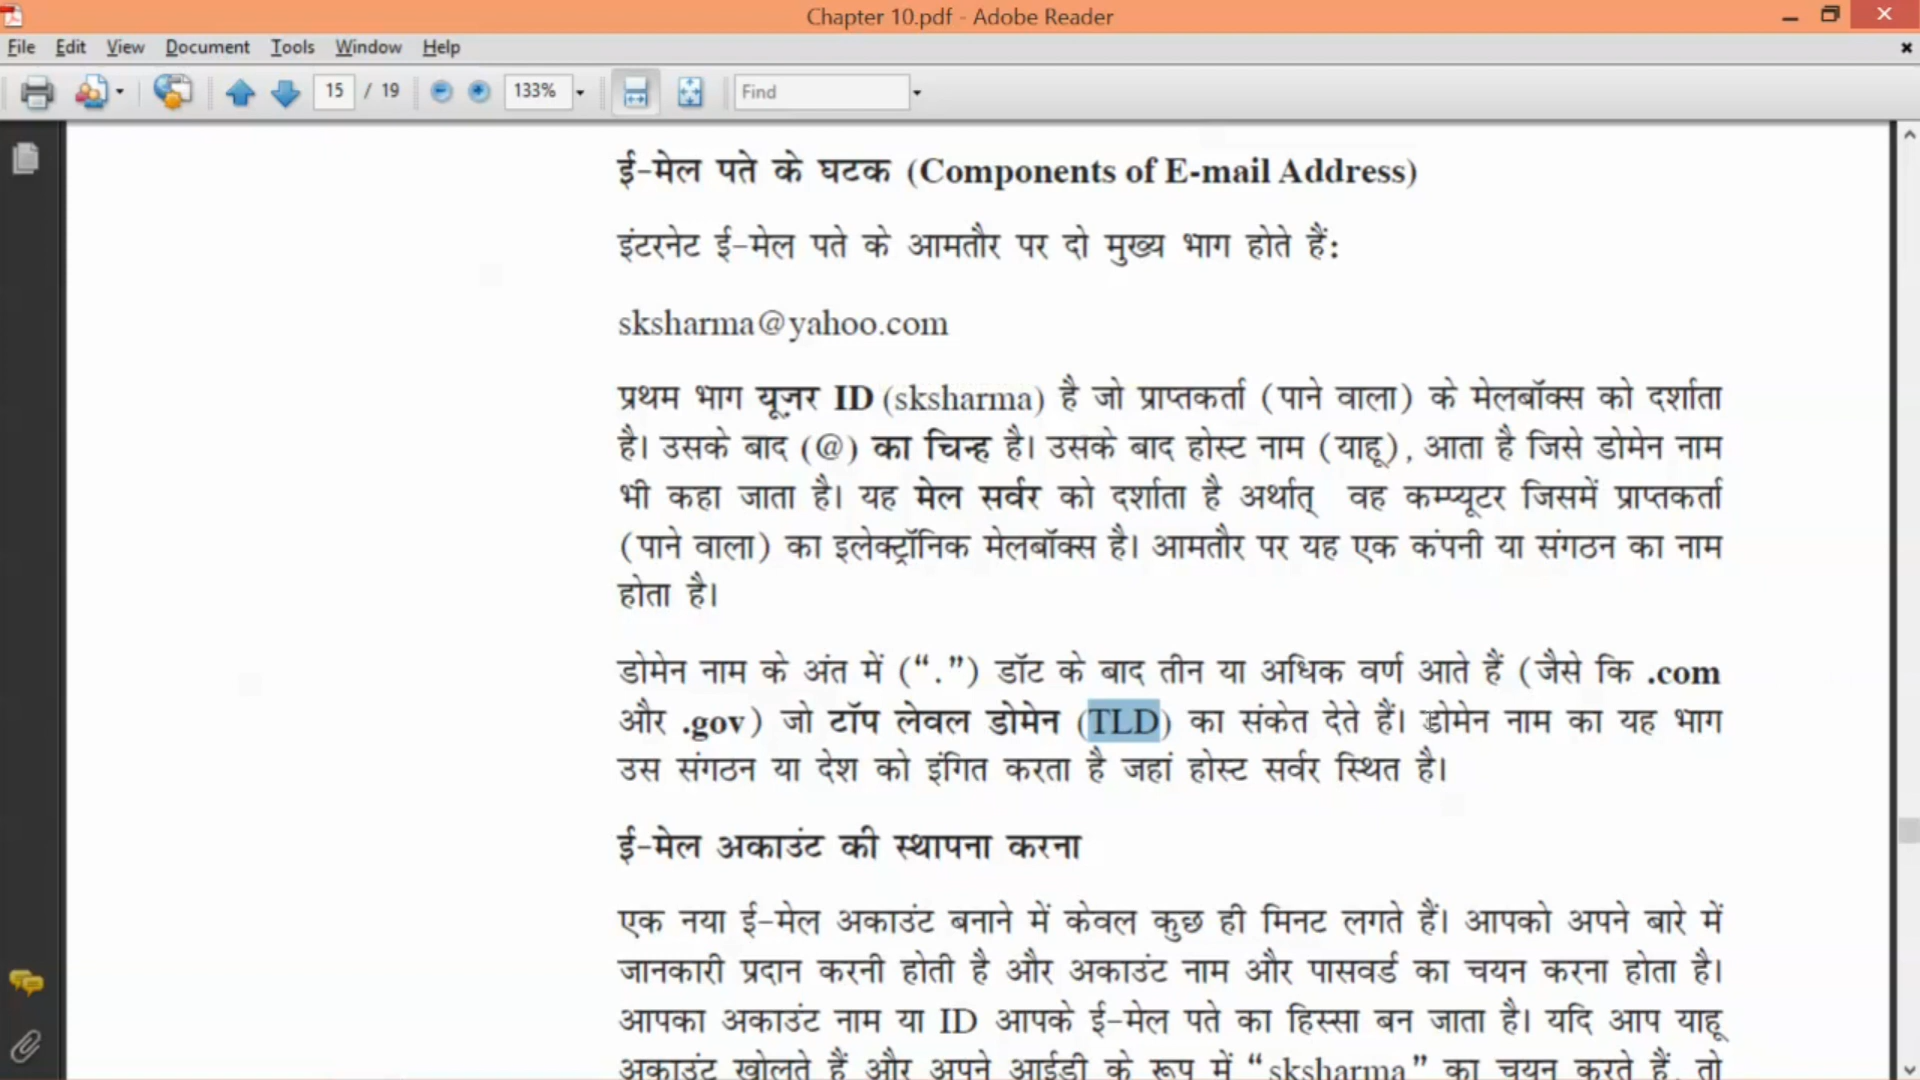 Chapter 10.pdf - Adobe Reader
File Edit View Document Tools Window Help
15 / 19 133% Find
ई-मेल पते के घटक (Components of E-mail Address)
इंटरनेट ई-मेल पते के आमतौर पर दो मुख्य भाग होते हैं:
sksharma@yahoo.com
प्रथम भाग यूज़र ID (sksharma) है जो प्राप्तकर्ता (पाने वाला) के मेलबॉक्स को दर्शाता
है। उसके बाद (@) का चिन्ह है। उसके बाद होस्ट नाम (याहू), आता है जिसे डोमेन नाम
भी कहा जाता है। यह मेल सर्वर को दर्शाता है अर्थात् वह कम्प्यूटर जिसमें प्राप्तकर्ता
(पाने वाला) का इलेक्ट्रॉनिक मेलबॉक्स है। आमतौर पर यह एक कंपनी या संगठन का नाम
होता है।
डोमेन नाम के अंत में (“.”) डॉट के बाद तीन या अधिक वर्ण आते हैं (जैसे कि .com
और .gov) जो टॉप लेवल डोमेन (TLD) का संकेत देते हैं। डोमेन नाम का यह भाग
उस संगठन या देश को इंगित करता है जहां होस्ट सर्वर स्थित है।
ई-मेल अकाउंट की स्थापना करना
एक नया ई-मेल अकाउंट बनाने में केवल कुछ ही मिनट लगते हैं। आपको अपने बारे में
जानकारी प्रदान करनी होती है और अकाउंट नाम और पासवर्ड का चयन करना होता है।
आपका अकाउंट नाम या ID आपके ई-मेल पते का हिस्सा बन जाता है। यदि आप याहू
अकाउंट खोलते हैं और अपने आईडी के रूप में “sksharma” का चयन करते हैं, तो